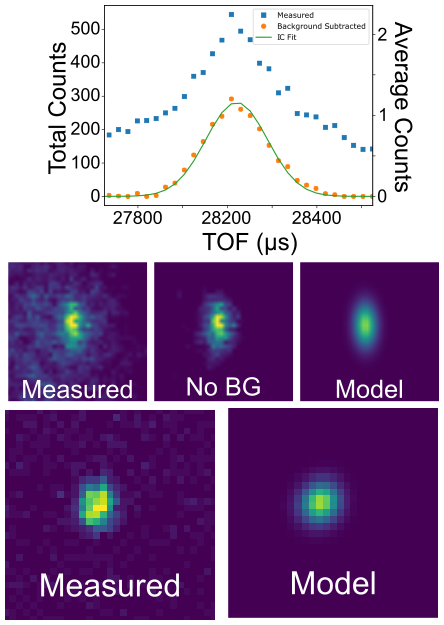 Measured
Background Subtracted
IC Fit
500
400
300
200
100
0
2
1
0
Total Counts
Average Counts
27800 28200 28400
TOF (µs)
Measured No BG Model
Measured Model